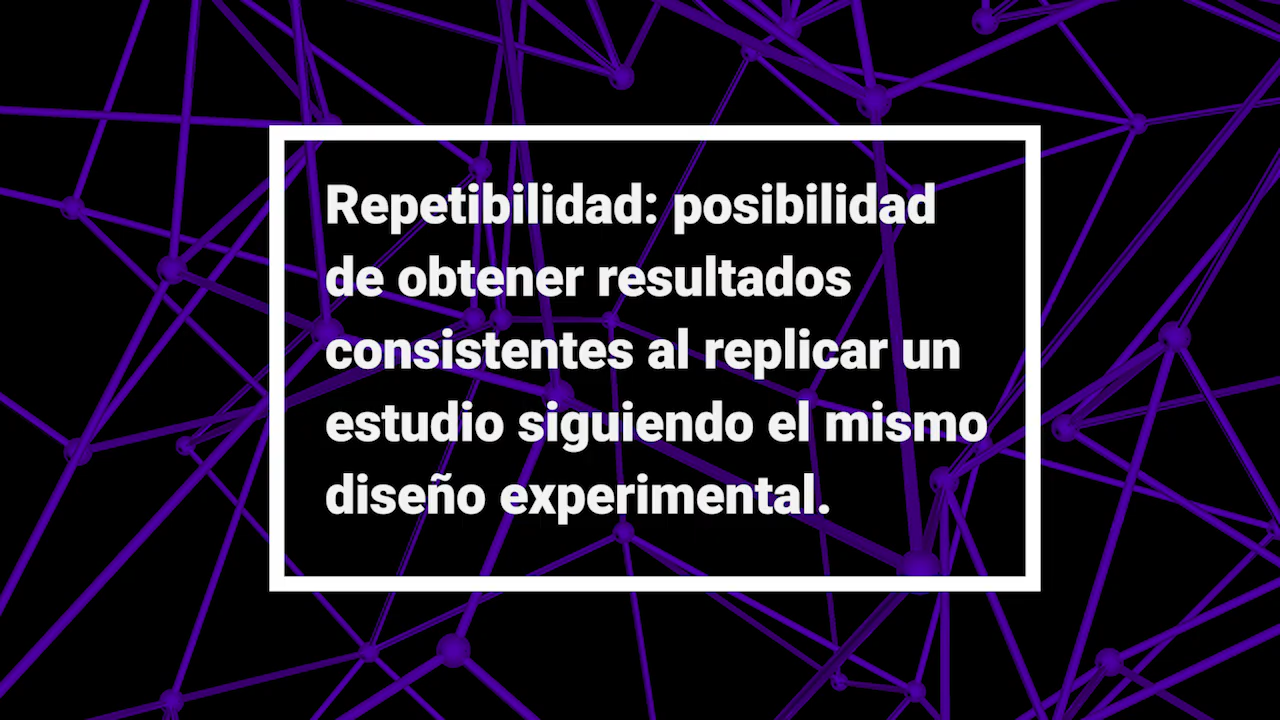 Repetibilidad: posibilidad
de obtener resultados
consistentes al replicar un
estudio siguiendo el mismo
diseño experimental.